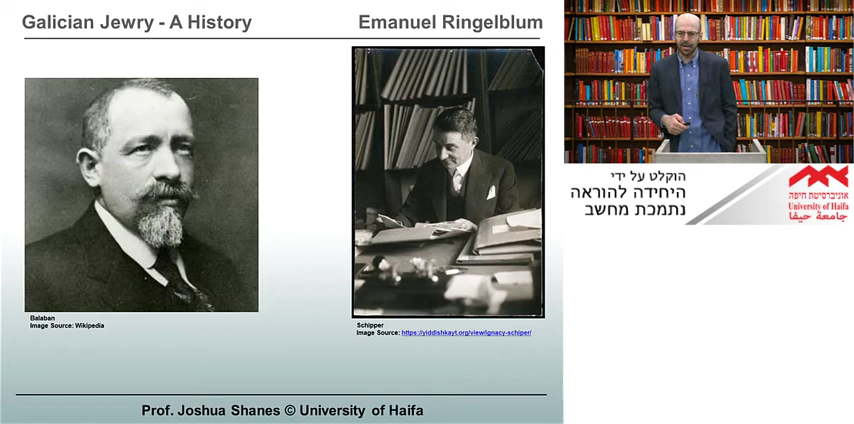 Galician Jewry - A History
Emanuel Ringelblum
Balaban
Image Source: Wikipedia
Schipper
Image Source: https://yiddishkayt.org/view/ignacy-schiper/
Prof. Joshua Shanes © University of Haifa
הוקלט על ידי
היחידה להוראה
נתמכת מחשב
אוניברסיטת חיפה
University of Haifa
جامعة حيفا